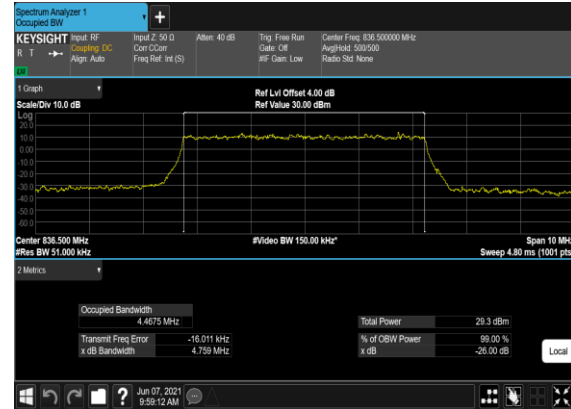 Spectrum Analyzer 1
Occupied BW
KEYSIGHT
R T
LU
Input: RF
Coupling: DC
Align: Auto
Input Z: 50 Ω
Corr CCorr
Freq Ref: Int (S)
Atten: 40 dB
Trig: Free Run
Gate: Off
#IF Gain: Low
Center Freq: 836.500000 MHz
Avg|Hold: 500/500
Radio Std: None
1 Graph
Scale/Div 10.0 dB
Ref Lvl Offset 4.00 dB
Ref Value 30.00 dBm
Log
20.0
10.0
0.00
-10.0
-20.0
-30.0
-40.0
-50.0
-60.0
Center 836.500 MHz
#Res BW 51.000 kHz
#Video BW 150.00 kHz*
Span 10 MHz
Sweep 4.80 ms (1001 pts
2 Metrics
Occupied Bandwidth
4.4675 MHz
Transmit Freq Error -16.011 kHz
x dB Bandwidth 4.759 MHz
Total Power 29.3 dBm
% of OBW Power 99.00 %
x dB -26.00 dB
Local
Jun 07, 2021
9:59:12 AM